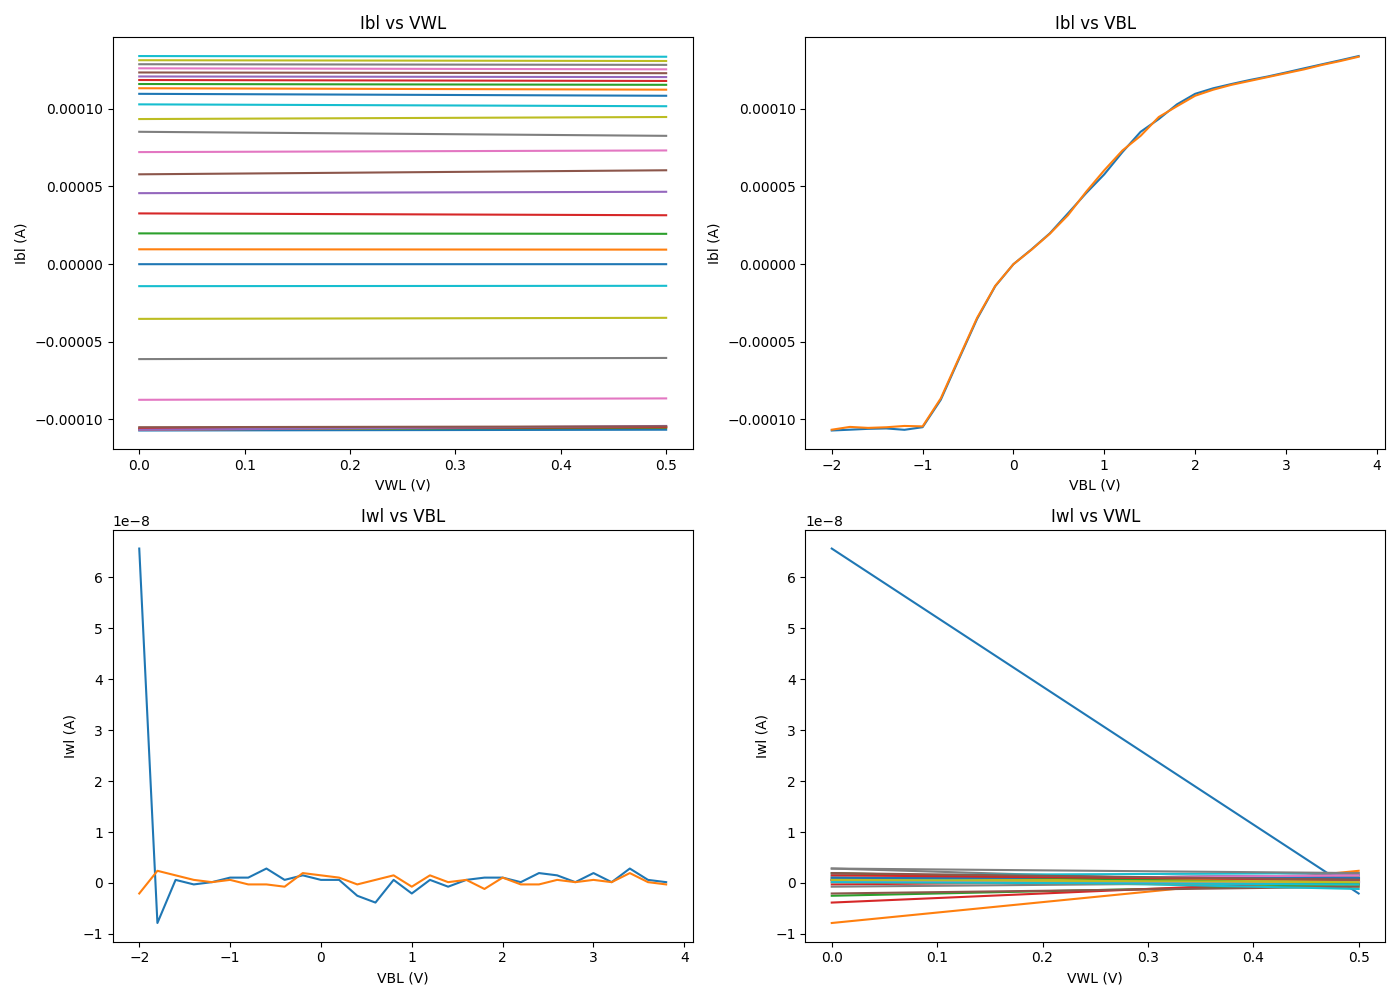 Ibl vs VWL
Ibl (A)
0.00010
0.00005
0.00000
−0.00005
−0.00010
0.0 0.1 0.2 0.3 0.4 0.5
VWL (V)
Ibl vs VBL
Ibl (A)
0.00010
0.00005
0.00000
−0.00005
−0.00010
−2 −1 0 1 2 3 4
VBL (V)
Iwl vs VBL
1e−8
Iwl (A)
6
5
4
3
2
1
0
−1
−2 −1 0 1 2 3 4
VBL (V)
Iwl vs VWL
1e−8
Iwl (A)
6
5
4
3
2
1
0
−1
0.0 0.1 0.2 0.3 0.4 0.5
VWL (V)